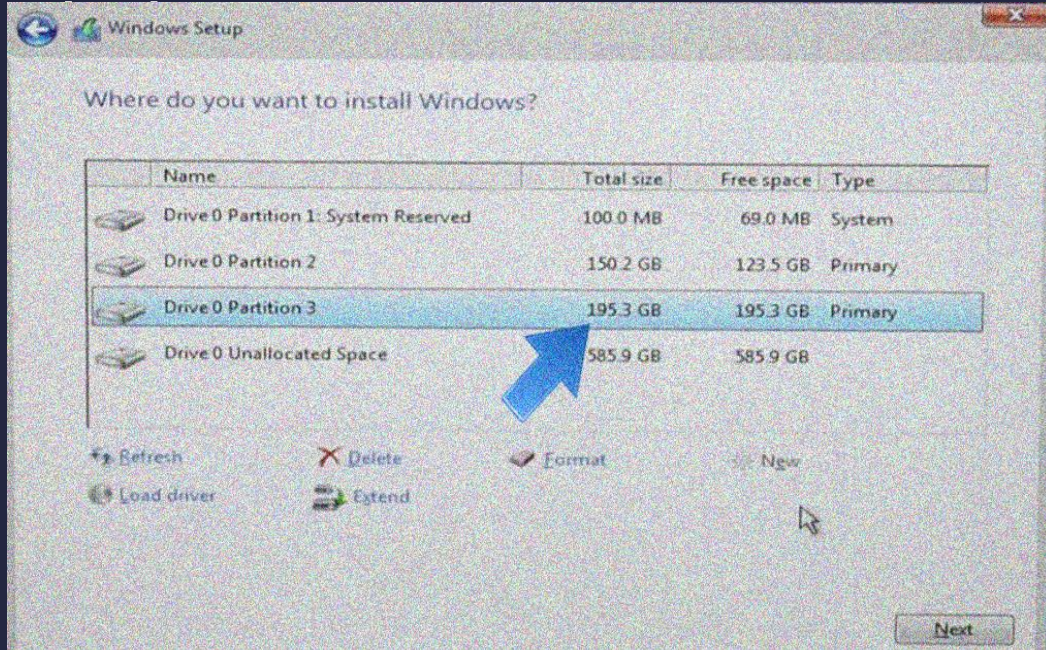 Windows Setup
Where do you want to install Windows?
Name Total size Free space Type
Drive 0 Partition 1: System Reserved 100.0 MB 69.0 MB System
Drive 0 Partition 2 150.2 GB 123.5 GB Primary
Drive 0 Partition 3 195.3 GB 195.3 GB Primary
Drive 0 Unallocated Space 585.9 GB 585.9 GB
Refresh Delete Format New
Load driver Extend
Next